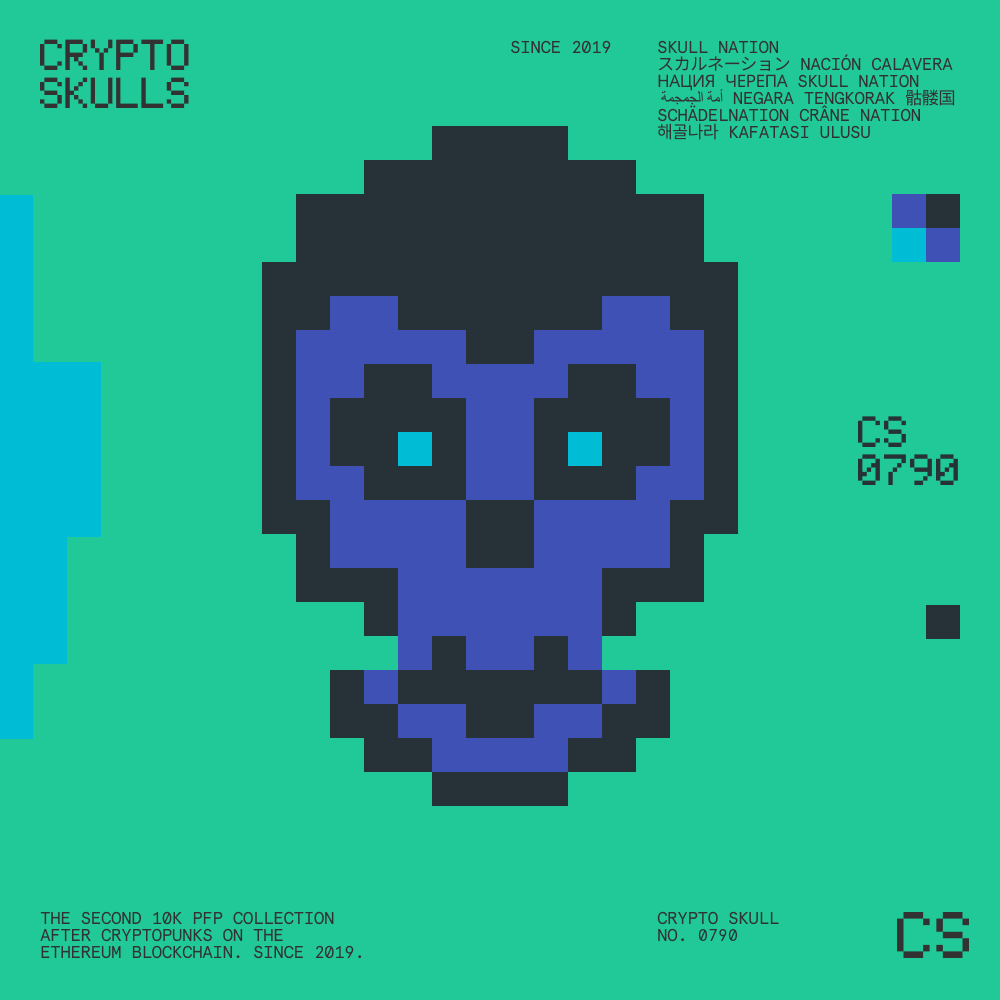 CRYPTO
SKULLS
SINCE 2019
SKULL NATION
スカルネーション NACIÓN CALAVERA
НАЦИЯ ЧЕРЕПА SKULL NATION
أمة الجمجمة NEGARA TENGKORAK 骷髅国
SCHÄDELNATION CRÂNE NATION
해골나라 KAFATASI ULUSU
CS
0790
THE SECOND 10K PFP COLLECTION
AFTER CRYPTOPUNKS ON THE
ETHEREUM BLOCKCHAIN. SINCE 2019.
CRYPTO SKULL
NO. 0790
CS